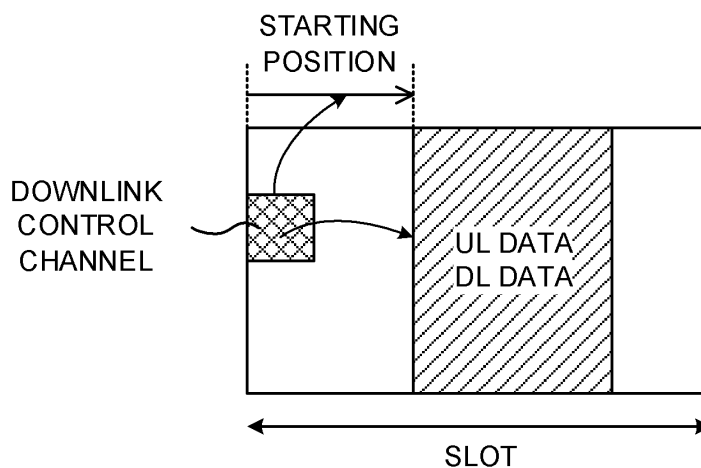 STARTING
POSITION
DOWNLINK
CONTROL
CHANNEL
UL DATA
DL DATA
SLOT